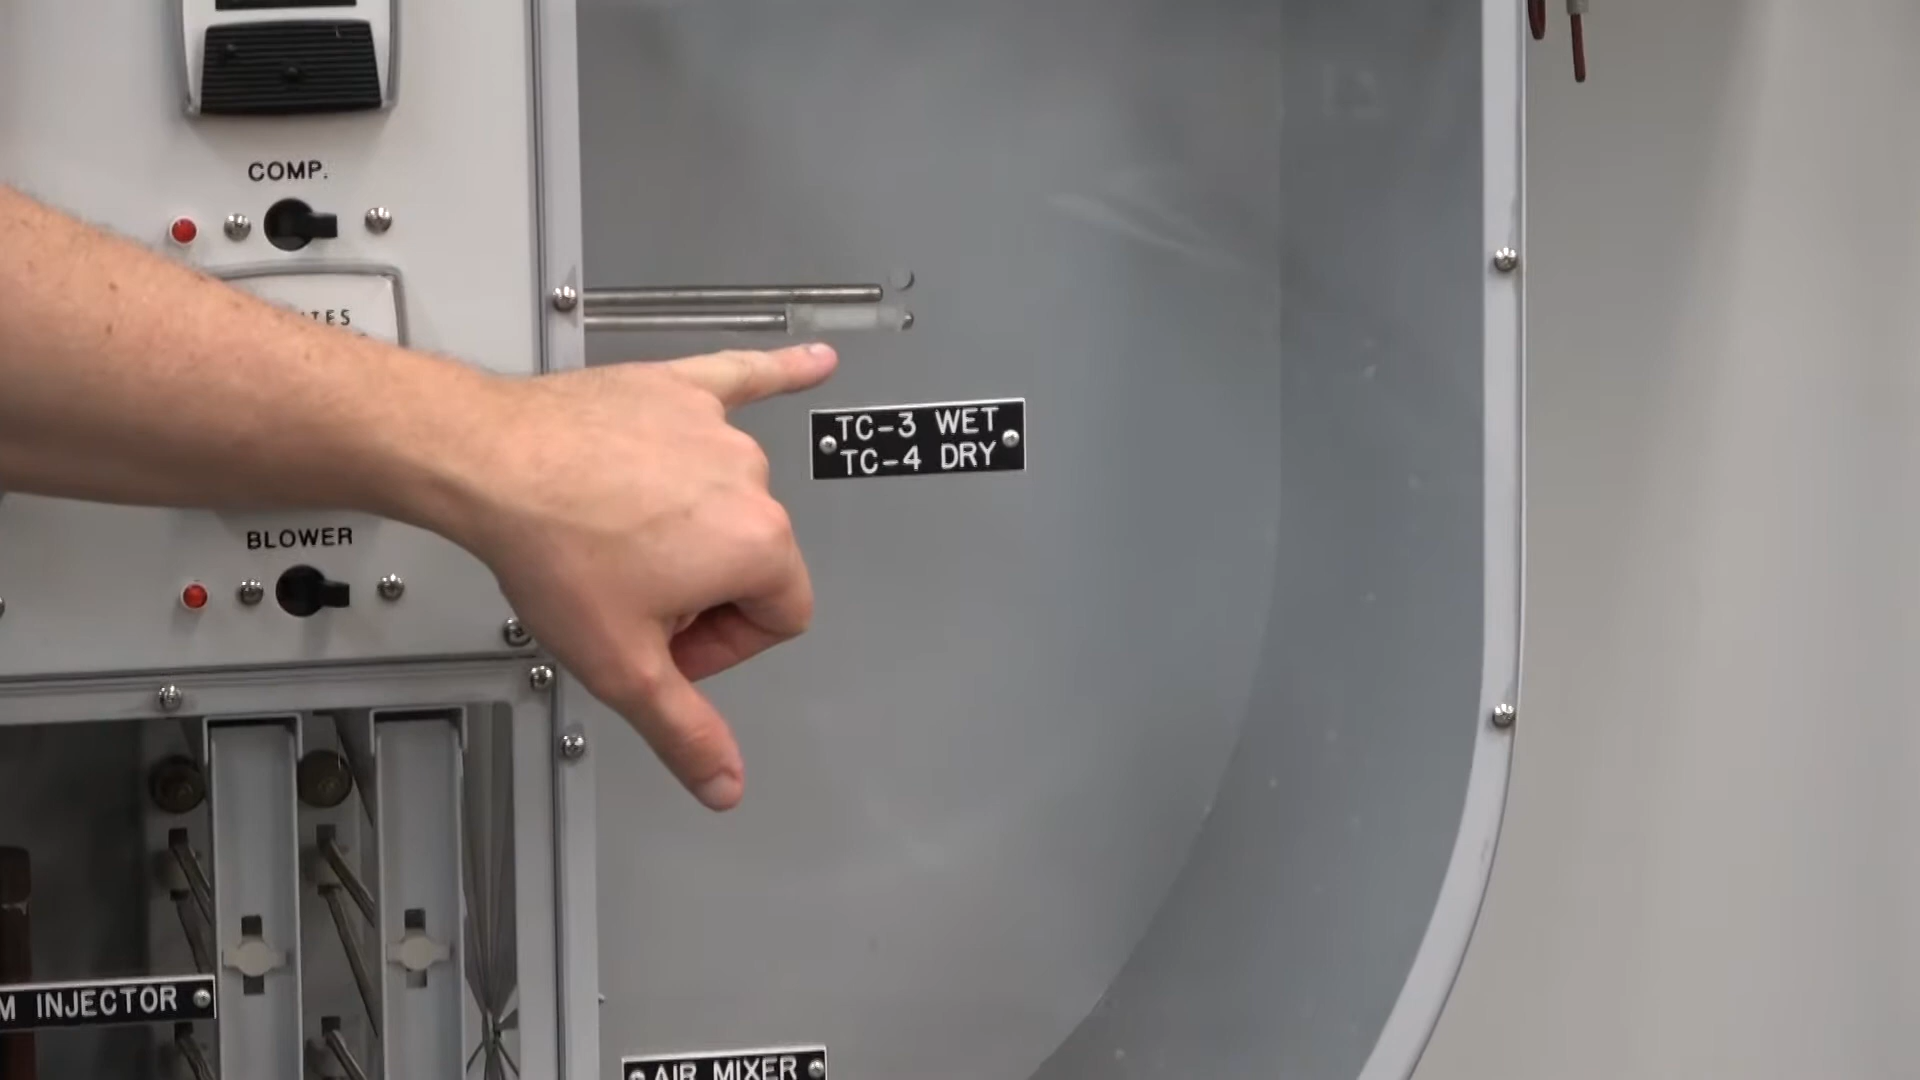 COMP.
TC-3 WET
TC-4 DRY
BLOWER
INJECTOR
AIR MIXER